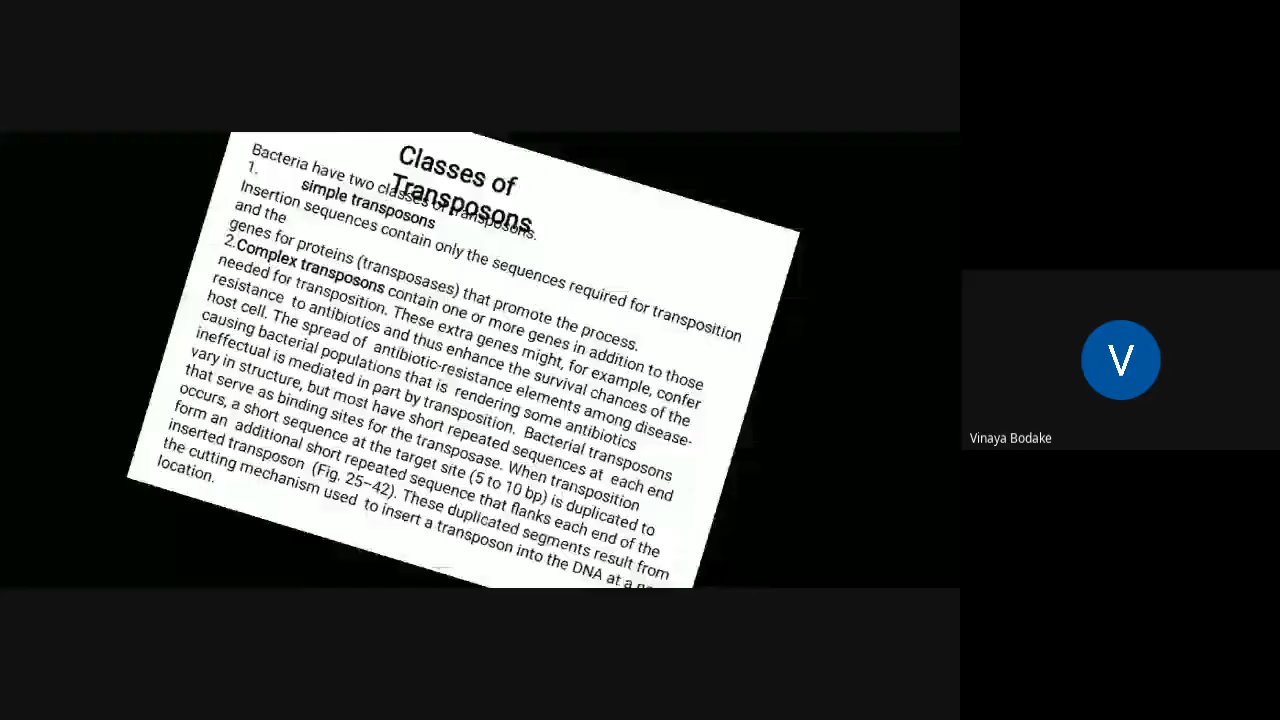 Classes of
Transposons
Bacteria have two classes of transposons.
1.
simple transposons
Insertion sequences contain only the sequences required for transposition
and the
genes for proteins (transposases) that promote the process.
2.Complex transposons contain one or more genes in addition to those
needed for transposition. These extra genes might, for example, confer
resistance to antibiotics and thus enhance the survival chances of the
host cell. The spread of antibiotic-resistance elements among disease-
causing bacterial populations that is rendering some antibiotics
ineffectual is mediated in part by transposition. Bacterial transposons
vary in structure, but most have short repeated sequences at each end
that serve as binding sites for the transposase. When transposition
occurs, a short sequence at the target site (5 to 10 bp) is duplicated to
form an additional short repeated sequence that flanks each end of the
inserted transposon (Fig. 25–42). These duplicated segments result from
the cutting mechanism used to insert a transposon into the DNA at a
location.
V
Vinaya Bodake